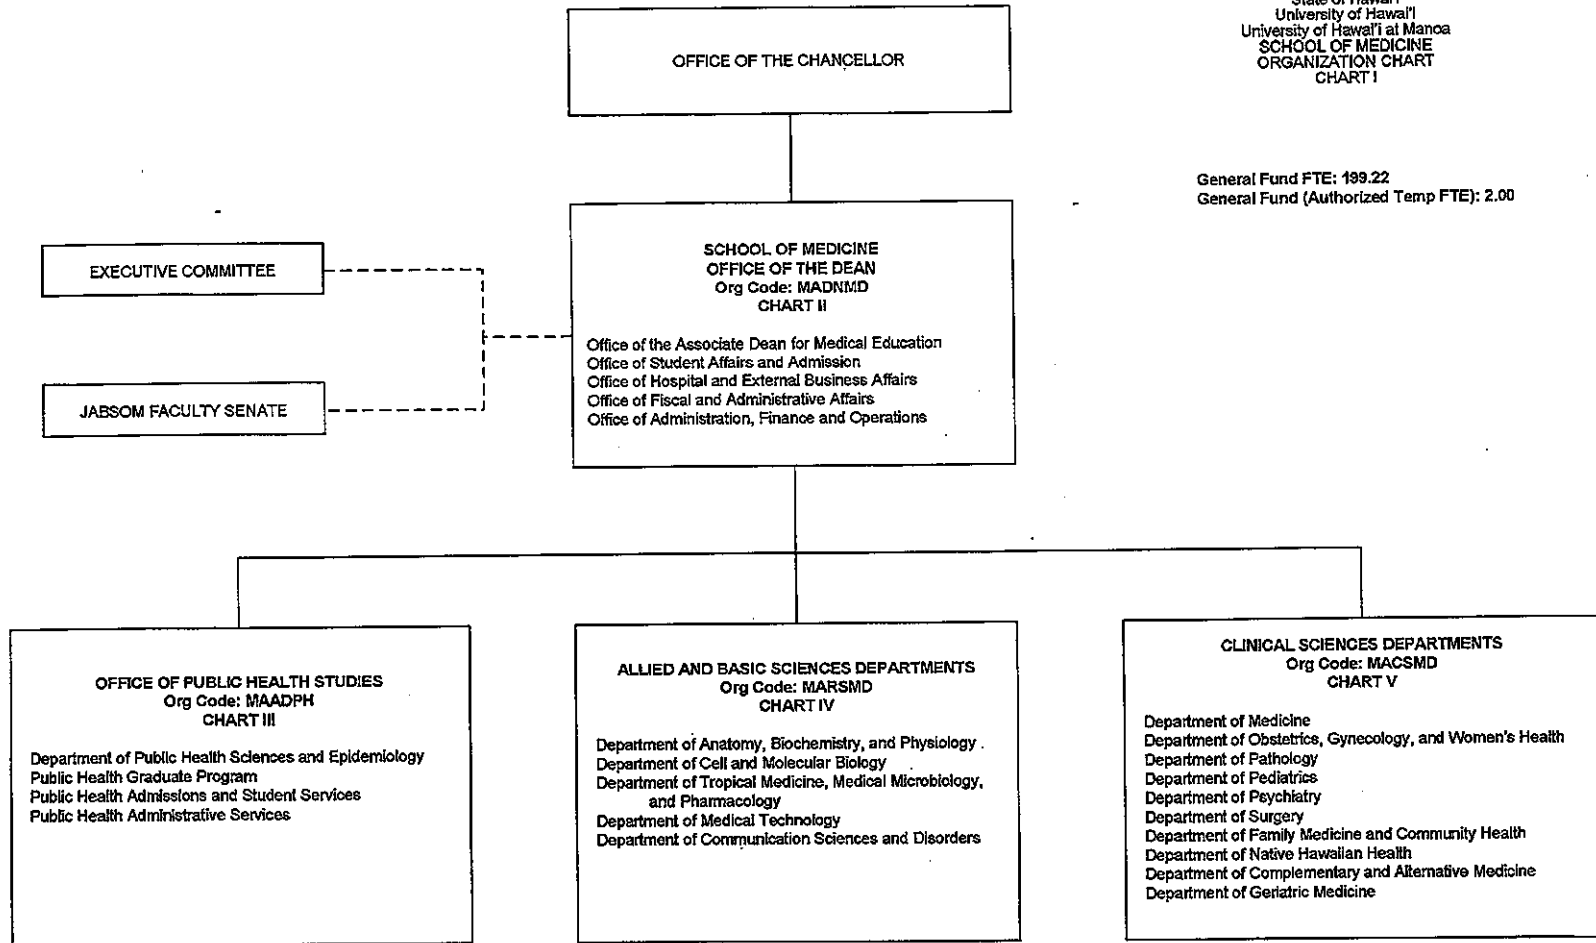 State of Hawai'i
University of Hawai'i
University of Hawai'i at Manoa
SCHOOL OF MEDICINE
ORGANIZATION CHART
CHART I
OFFICE OF THE CHANCELLOR
General Fund FTE: 199.22
General Fund (Authorized Temp FTE): 2.00
EXECUTIVE COMMITTEE
JABSOM FACULTY SENATE
SCHOOL OF MEDICINE
OFFICE OF THE DEAN
Org Code: MADNMD
CHART II
Office of the Associate Dean for Medical Education
Office of Student Affairs and Admission
Office of Hospital and External Business Affairs
Office of Fiscal and Administrative Affairs
Office of Administration, Finance and Operations
OFFICE OF PUBLIC HEALTH STUDIES
Org Code: MAADPH
CHART III
Department of Public Health Sciences and Epidemiology
Public Health Graduate Program
Public Health Admissions and Student Services
Public Health Administrative Services
ALLIED AND BASIC SCIENCES DEPARTMENTS
Org Code: MARSMD
CHART IV
Department of Anatomy, Biochemistry, and Physiology
Department of Cell and Molecular Biology
Department of Tropical Medicine, Medical Microbiology,
and Pharmacology
Department of Medical Technology
Department of Communication Sciences and Disorders
CLINICAL SCIENCES DEPARTMENTS
Org Code: MACSMD
CHART V
Department of Medicine
Department of Obstetrics, Gynecology, and Women's Health
Department of Pathology
Department of Pediatrics
Department of Psychiatry
Department of Surgery
Department of Family Medicine and Community Health
Department of Native Hawaiian Health
Department of Complementary and Alternative Medicine
Department of Geriatric Medicine